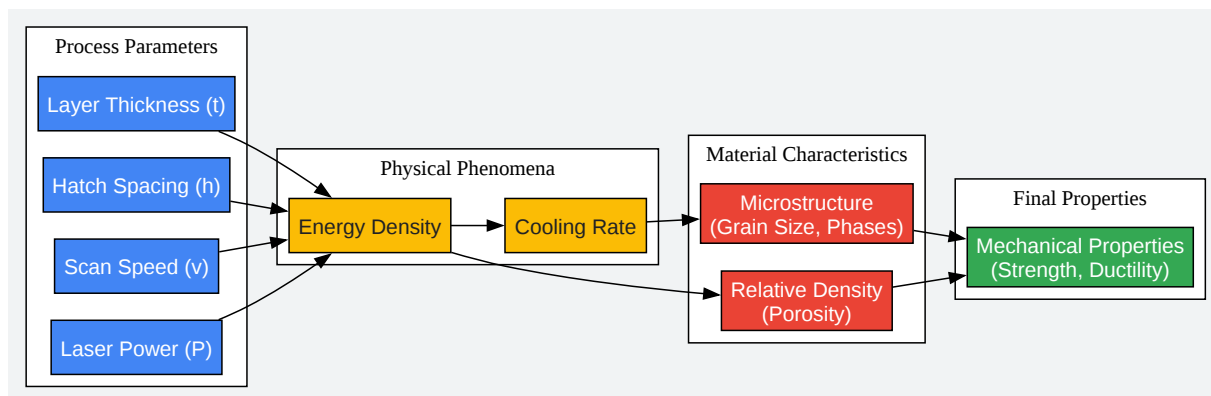 Process Parameters
Layer Thickness (t)
Hatch Spacing (h)
Scan Speed (v)
Laser Power (P)
Physical Phenomena
Energy Density
Cooling Rate
Material Characteristics
Microstructure
(Grain Size, Phases)
Relative Density
(Porosity)
Final Properties
Mechanical Properties
(Strength, Ductility)